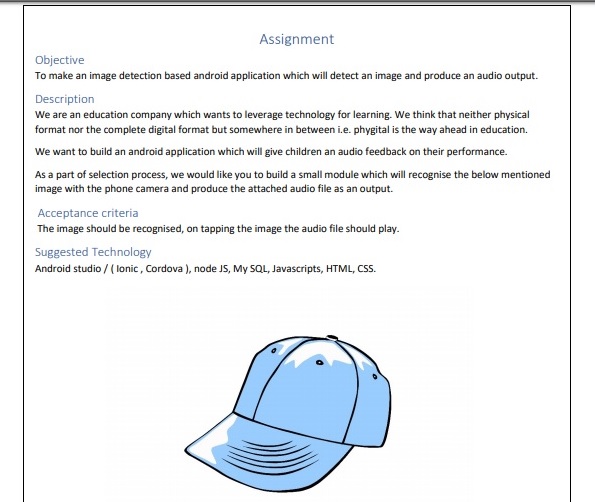 Assignment
Objective
To make an image detection based android application which will detect an image and produce an audio output.
Description
We are an education company which wants to leverage technology for learning. We think that neither physical
format nor the complete digital format but somewhere in between i.e. phygital is the way ahead in education.
We want to build an android application which will give children an audio feedback on their performance.
As a part of selection process, we would like you to build a small module which will recognise the below mentioned
image with the phone camera and produce the attached audio file as an output.
Acceptance criteria
The image should be recognised, on tapping the image the audio file should play.
Suggested Technology
Android studio / ( Ionic , Cordova ), node JS, My SQL, Javascripts, HTML, CSS.